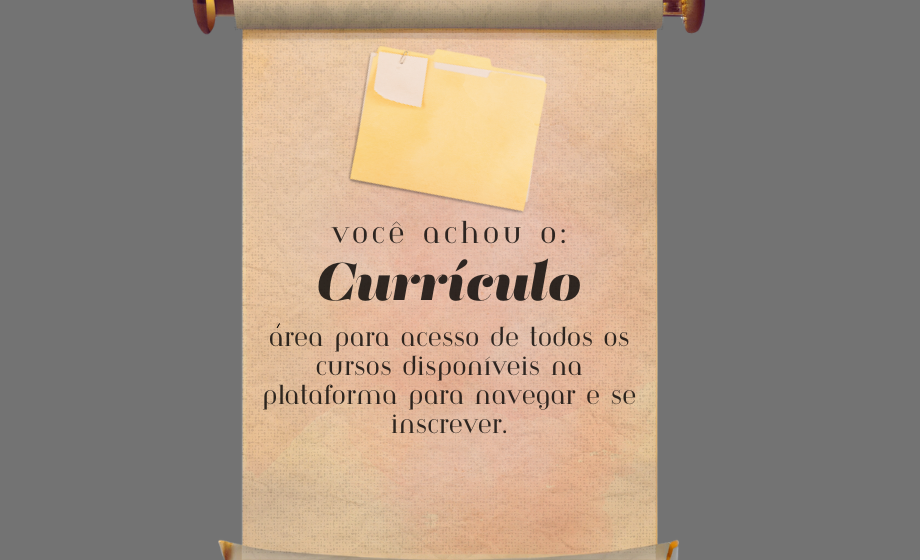 você achou o:
Currículo
área para acesso de todos os
cursos disponíveis na
plataforma para navegar e se
inscrever.